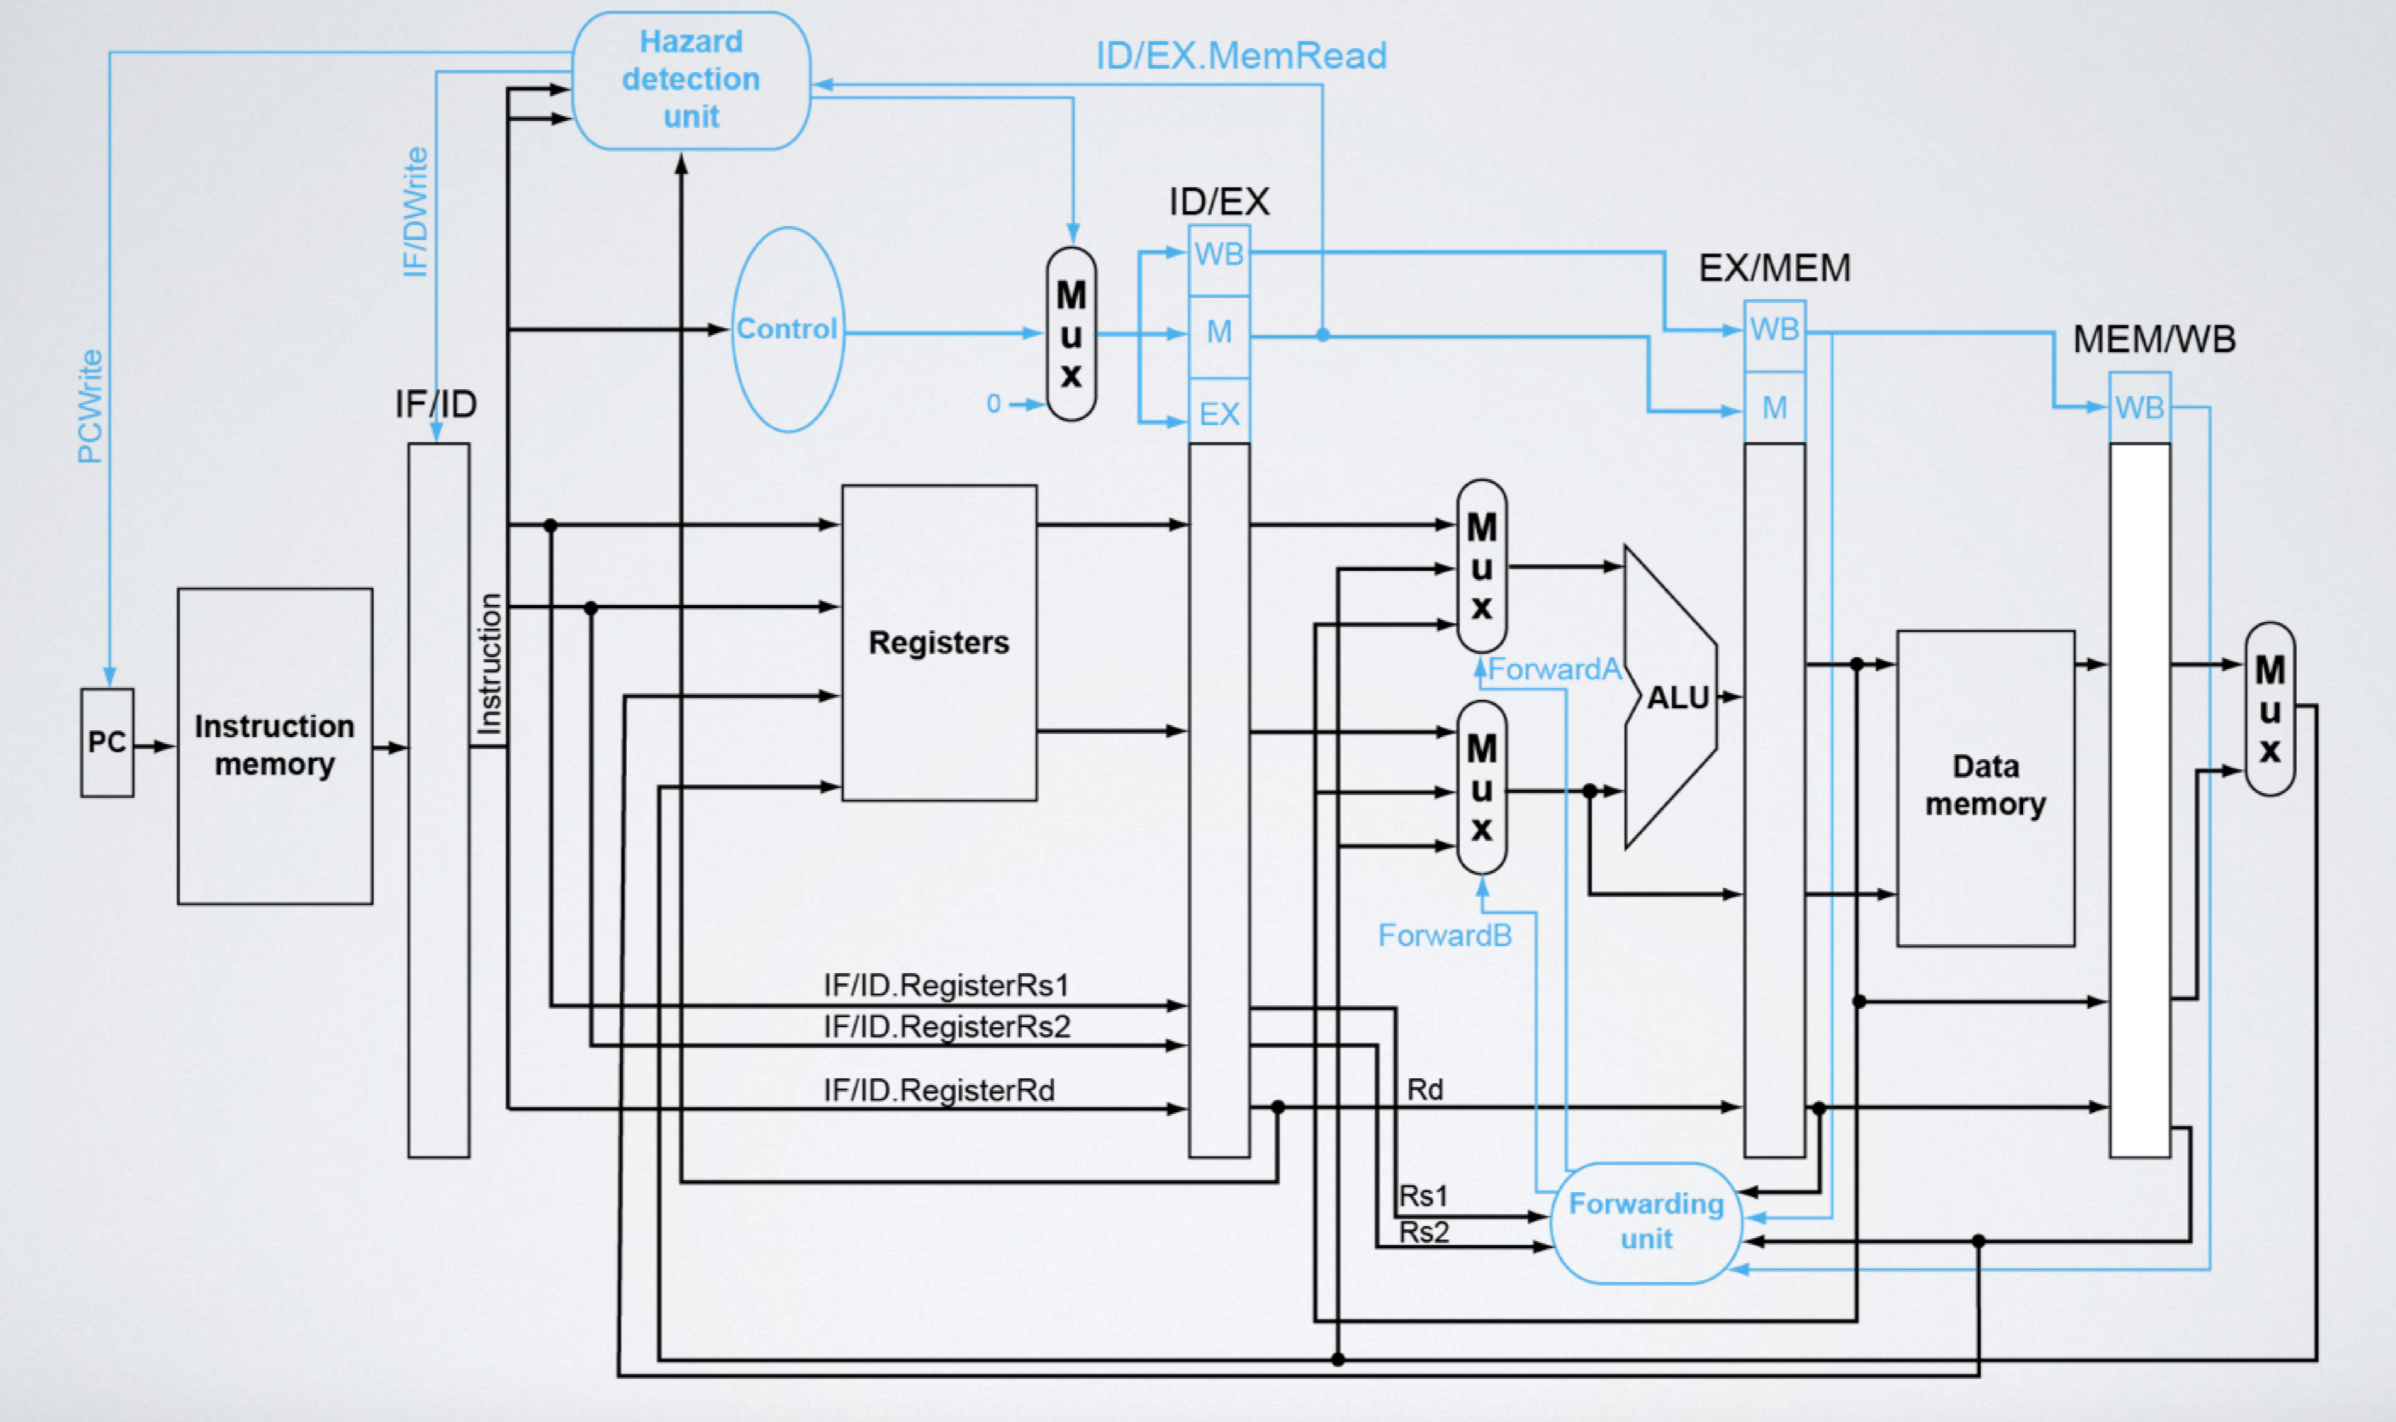 Hazard
detection
unit
ID/EX.MemRead
IF/DWrite
PCWrite
ID/EX
WB
M
EX
Control
0
M
u
x
EX/MEM
WB
M
MEM/WB
WB
IF/ID
Instruction
PC
Instruction
memory
Registers
M
u
x
ForwardA
M
u
x
ForwardB
ALU
Data
memory
M
u
x
IF/ID.RegisterRs1
IF/ID.RegisterRs2
IF/ID.RegisterRd
Rd
Rs1
Rs2
Forwarding
unit